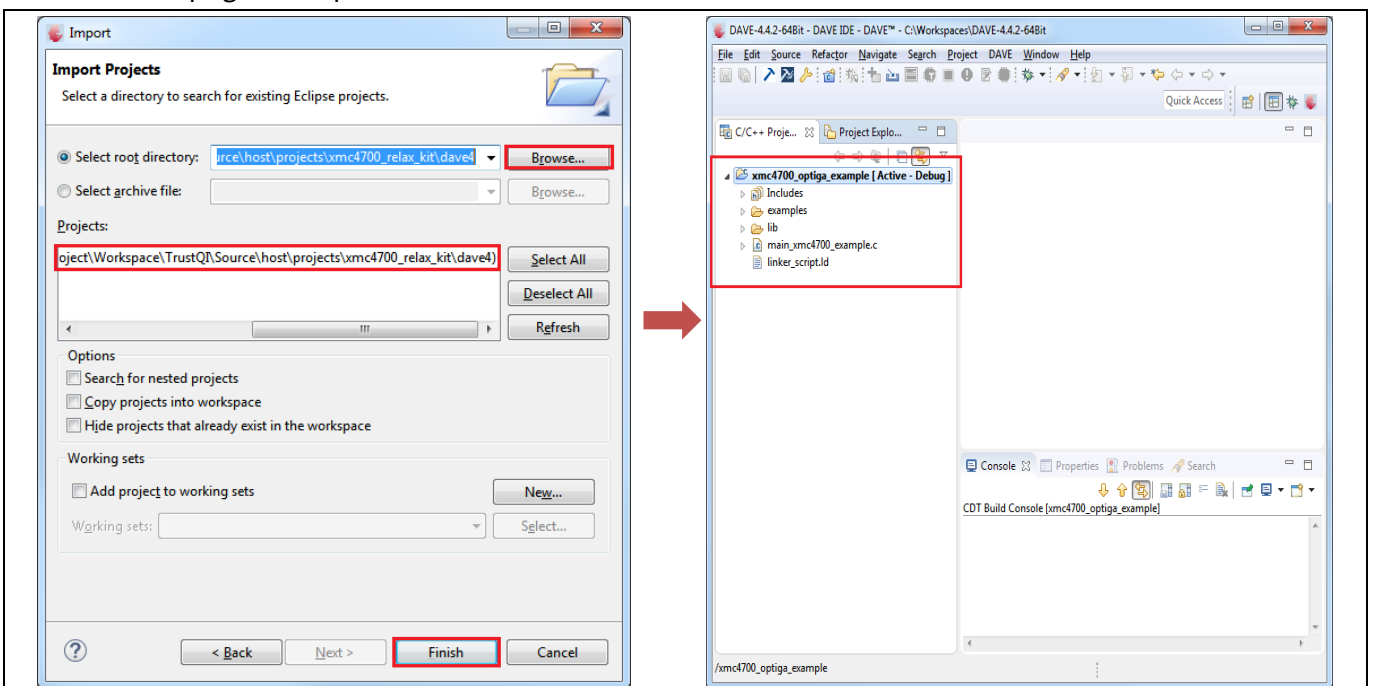 Import
Import Projects
Select a directory to search for existing Eclipse projects.
Select root directory:
urce\host\projects\xmc4700_relax_kit\dave4
Browse...
Select archive file:
Browse...
Projects:
oject\Workspace\TrustQI\Source\host\projects\xmc4700_relax_kit\dave4)
Select All
Deselect All
Refresh
Options
Search for nested projects
Copy projects into workspace
Hide projects that already exist in the workspace
Working sets
Add project to working sets
New...
Working sets:
Select...
< Back
Next >
Finish
Cancel
DAVE-4.4.2-64Bit - DAVE IDE - DAVE™ - C:\Workspaces\DAVE-4.4.2-64Bit
File Edit Source Refactor Navigate Search Project DAVE Window Help
Quick Access
C/C++ Proje...
Project Explo...
xmc4700_optiga_example [ Active - Debug ]
Includes
examples
lib
main_xmc4700_example.c
linker_script.ld
Console
Properties
Problems
Search
CDT Build Console [xmc4700_optiga_example]
/xmc4700_optiga_example